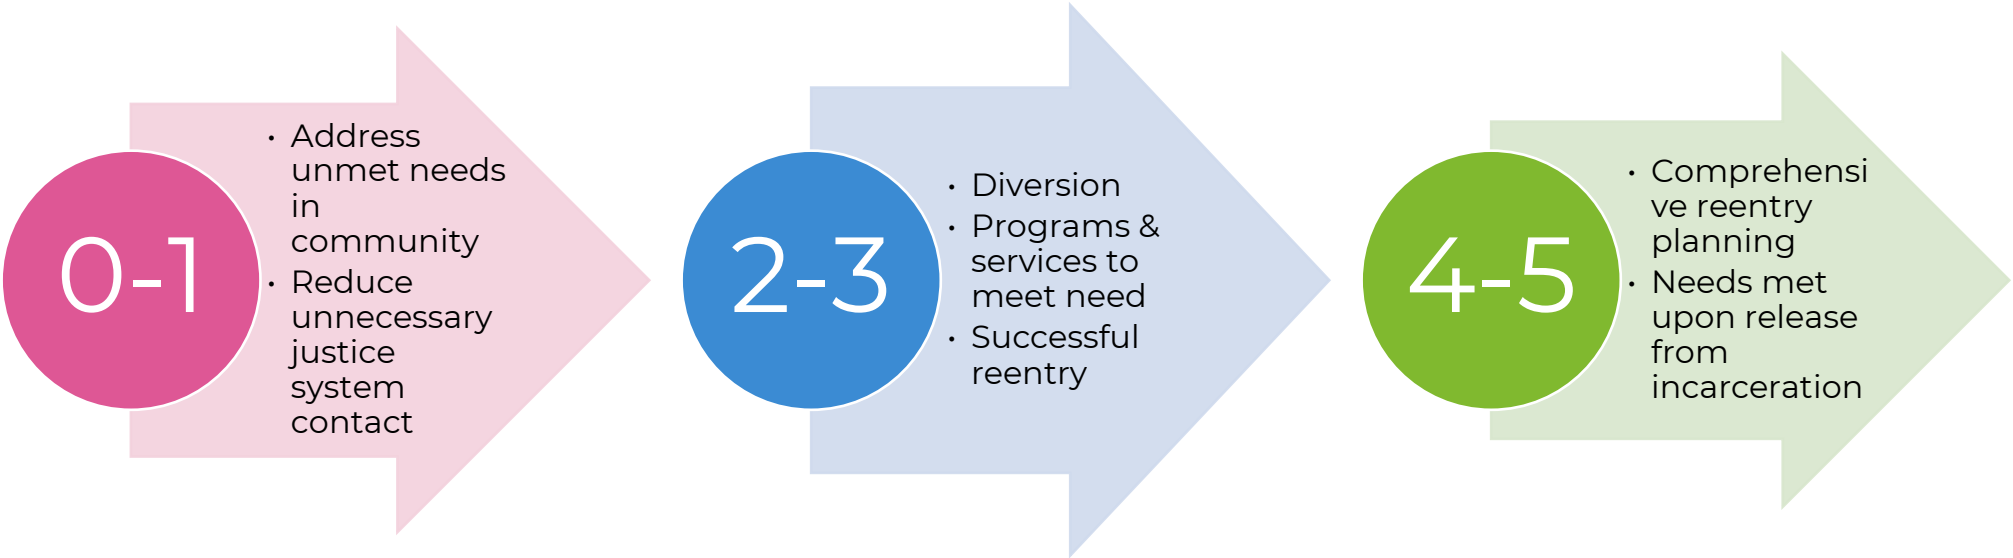 0-1
• Address
unmet needs
in
community
• Reduce
unnecessary
justice
system
contact
2-3
• Diversion
• Programs &
services to
meet need
• Successful
reentry
4-5
• Comprehensi
ve reentry
planning
• Needs met
upon release
from
incarceration